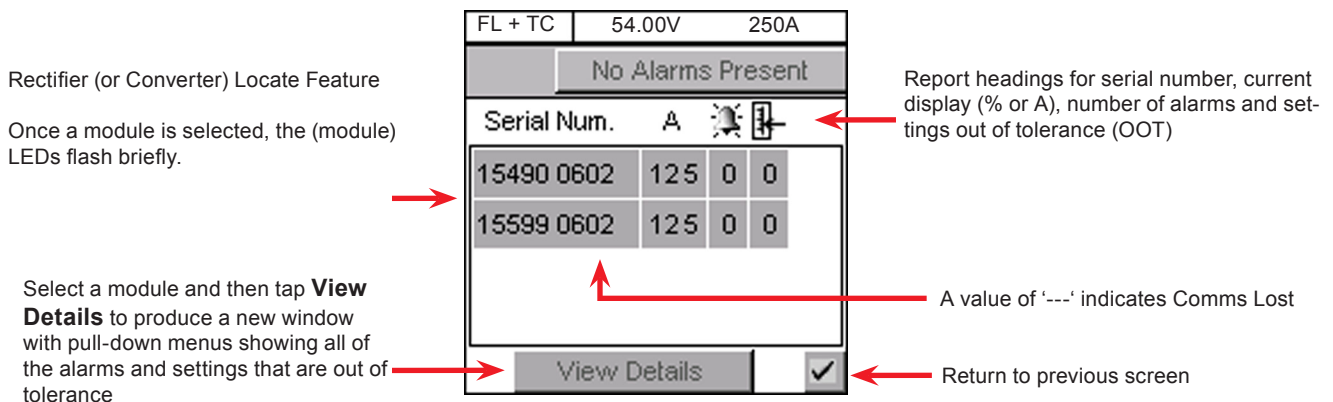 FL + TC 54.00V 250A
No Alarms Present
Serial Num. A
15490 0602 125 0 0
15599 0602 125 0 0
View Details
Rectifier (or Converter) Locate Feature
Once a module is selected, the (module)
LEDs flash briefly.
Select a module and then tap View
Details to produce a new window
with pull-down menus showing all of
the alarms and settings that are out of
tolerance
Report headings for serial number, current
display (% or A), number of alarms and set-
tings out of tolerance (OOT)
A value of ‘---‘ indicates Comms Lost
Return to previous screen